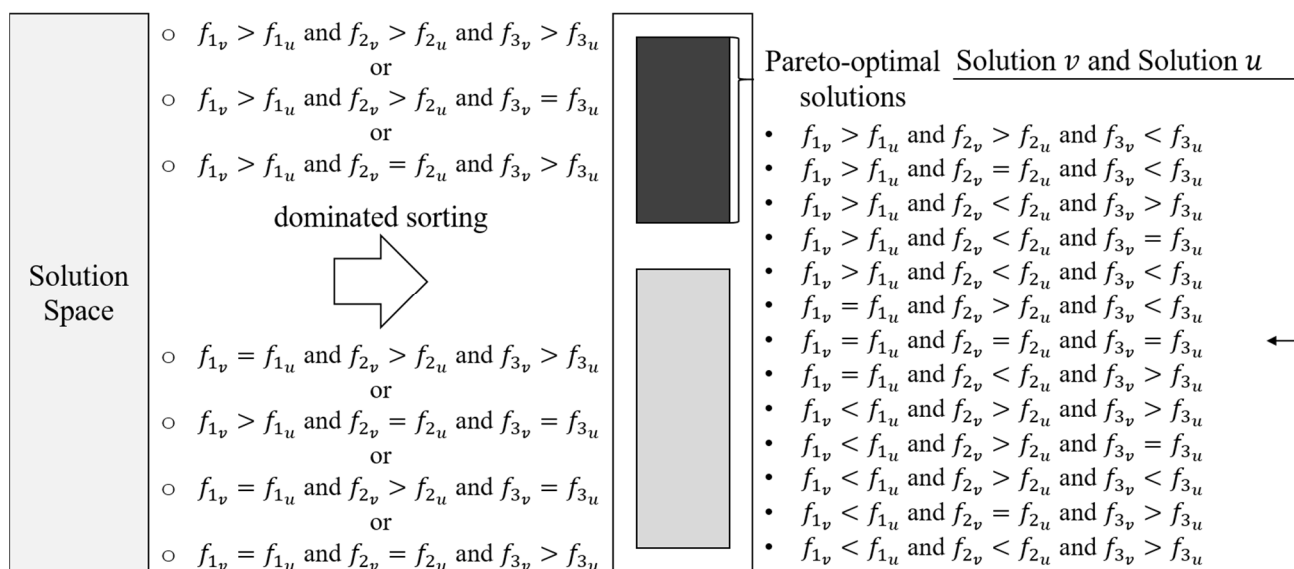 Solution
Space
○ f₁ᵥ > f₁ᵤ and f₂ᵥ > f₂ᵤ and f₃ᵥ > f₃ᵤ
or
○ f₁ᵥ > f₁ᵤ and f₂ᵥ > f₂ᵤ and f₃ᵥ = f₃ᵤ
or
○ f₁ᵥ > f₁ᵤ and f₂ᵥ = f₂ᵤ and f₃ᵥ > f₃ᵤ
dominated sorting
○ f₁ᵥ = f₁ᵤ and f₂ᵥ > f₂ᵤ and f₃ᵥ > f₃ᵤ
or
○ f₁ᵥ > f₁ᵤ and f₂ᵥ = f₂ᵤ and f₃ᵥ = f₃ᵤ
or
○ f₁ᵥ = f₁ᵤ and f₂ᵥ > f₂ᵤ and f₃ᵥ = f₃ᵤ
or
○ f₁ᵥ = f₁ᵤ and f₂ᵥ = f₂ᵤ and f₃ᵥ > f₃ᵤ
Pareto-optimal
solutions
Solution v and Solution u
• f₁ᵥ > f₁ᵤ and f₂ᵥ > f₂ᵤ and f₃ᵥ < f₃ᵤ
• f₁ᵥ > f₁ᵤ and f₂ᵥ = f₂ᵤ and f₃ᵥ < f₃ᵤ
• f₁ᵥ > f₁ᵤ and f₂ᵥ < f₂ᵤ and f₃ᵥ > f₃ᵤ
• f₁ᵥ > f₁ᵤ and f₂ᵥ < f₂ᵤ and f₃ᵥ = f₃ᵤ
• f₁ᵥ > f₁ᵤ and f₂ᵥ < f₂ᵤ and f₃ᵥ < f₃ᵤ
• f₁ᵥ = f₁ᵤ and f₂ᵥ > f₂ᵤ and f₃ᵥ < f₃ᵤ
• f₁ᵥ = f₁ᵤ and f₂ᵥ = f₂ᵤ and f₃ᵥ = f₃ᵤ
• f₁ᵥ = f₁ᵤ and f₂ᵥ < f₂ᵤ and f₃ᵥ > f₃ᵤ
• f₁ᵥ < f₁ᵤ and f₂ᵥ > f₂ᵤ and f₃ᵥ > f₃ᵤ
• f₁ᵥ < f₁ᵤ and f₂ᵥ > f₂ᵤ and f₃ᵥ = f₃ᵤ
• f₁ᵥ < f₁ᵤ and f₂ᵥ > f₂ᵤ and f₃ᵥ < f₃ᵤ
• f₁ᵥ < f₁ᵤ and f₂ᵥ = f₂ᵤ and f₃ᵥ > f₃ᵤ
• f₁ᵥ < f₁ᵤ and f₂ᵥ < f₂ᵤ and f₃ᵥ > f₃ᵤ